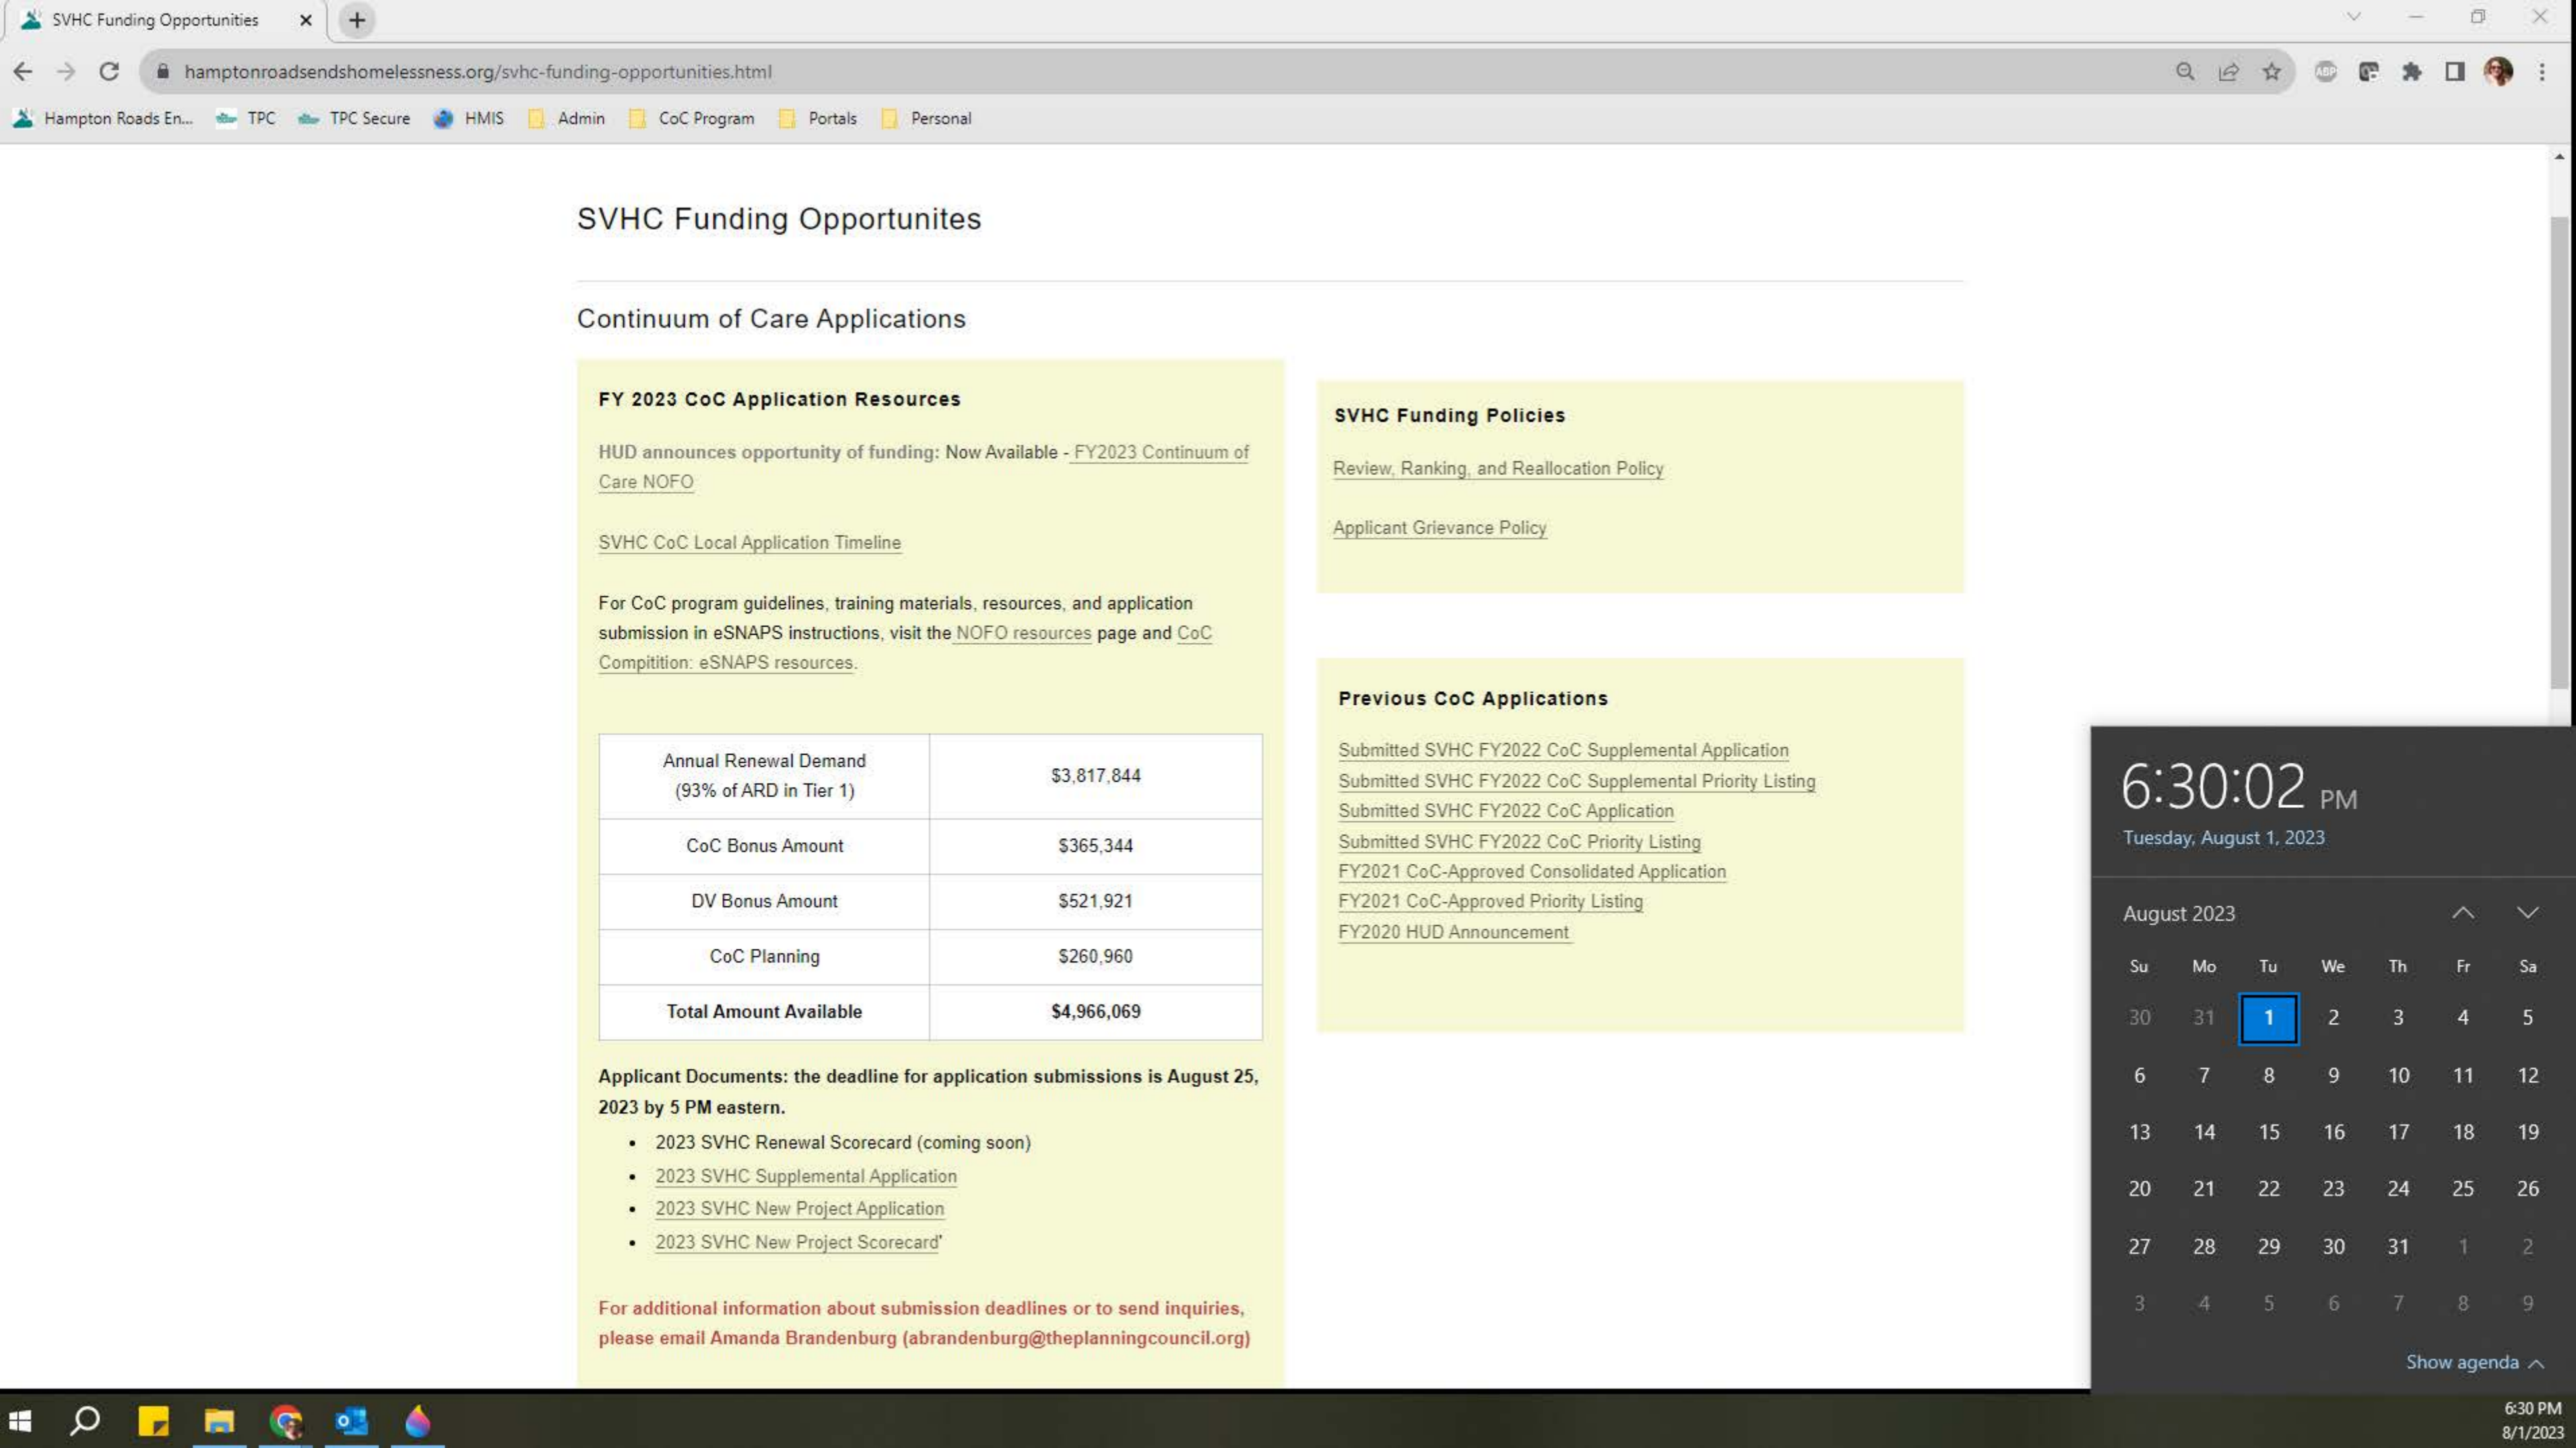 SVHC Funding Opportunities
hamptonroadsendshomelessness.org/svhc-funding-opportunities.html
ABP
Hampton Roads En... TPC TPC Secure HMIS Admin CoC Program Portals Personal
SVHC Funding Opportunites
Continuum of Care Applications
FY 2023 CoC Application Resources
HUD announces opportunity of funding: Now Available - FY2023 Continuum of
Care NOFO
SVHC CoC Local Application Timeline
For CoC program guidelines, training materials, resources, and application
submission in eSNAPS instructions, visit the NOFO resources page and CoC
Compitition: eSNAPS resources.
Annual Renewal Demand
(93% of ARD in Tier 1)
$3,817,844
CoC Bonus Amount $365,344
DV Bonus Amount $521,921
CoC Planning $260,960
Total Amount Available $4,966,069
Applicant Documents: the deadline for application submissions is August 25,
2023 by 5 PM eastern.
• 2023 SVHC Renewal Scorecard (coming soon)
• 2023 SVHC Supplemental Application
• 2023 SVHC New Project Application
• 2023 SVHC New Project Scorecard'
For additional information about submission deadlines or to send inquiries,
please email Amanda Brandenburg (abrandenburg@theplanningcouncil.org)
SVHC Funding Policies
Review, Ranking, and Reallocation Policy
Applicant Grievance Policy
Previous CoC Applications
Submitted SVHC FY2022 CoC Supplemental Application
Submitted SVHC FY2022 CoC Supplemental Priority Listing
Submitted SVHC FY2022 CoC Application
Submitted SVHC FY2022 CoC Priority Listing
FY2021 CoC-Approved Consolidated Application
FY2021 CoC-Approved Priority Listing
FY2020 HUD Announcement
6:30:02 PM
Tuesday, August 1, 2023
August 2023
Su Mo Tu We Th Fr Sa
30 31 1 2 3 4 5
6 7 8 9 10 11 12
13 14 15 16 17 18 19
20 21 22 23 24 25 26
27 28 29 30 31 1 2
3 4 5 6 7 8 9
Show agenda
6:30 PM
8/1/2023